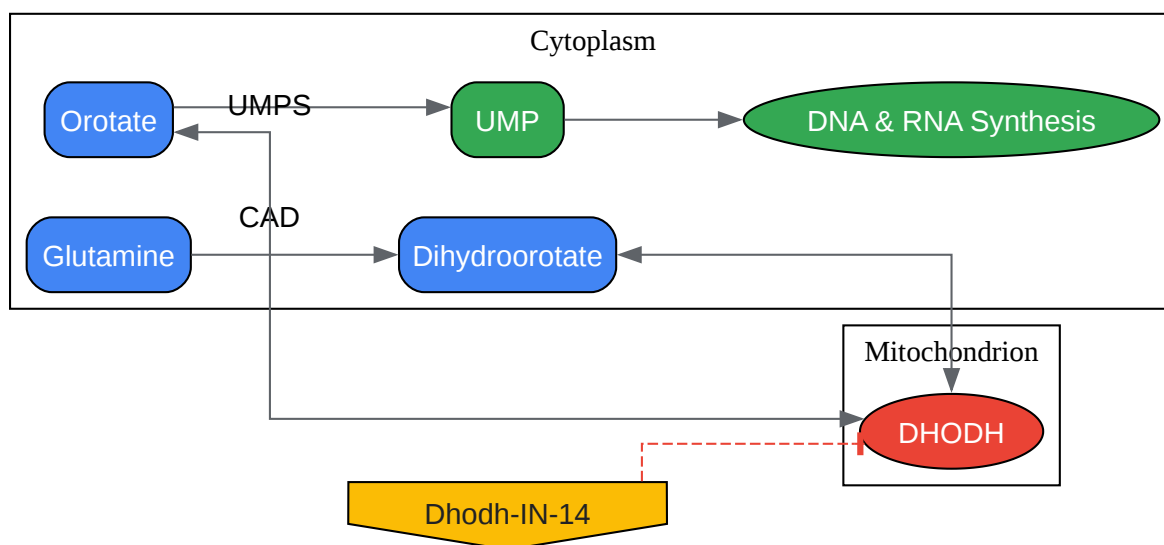 Cytoplasm
Orotate
UMPS
UMP
DNA & RNA Synthesis
CAD
Glutamine
Dihydroorotate
Mitochondrion
DHODH
Dhodh-IN-14